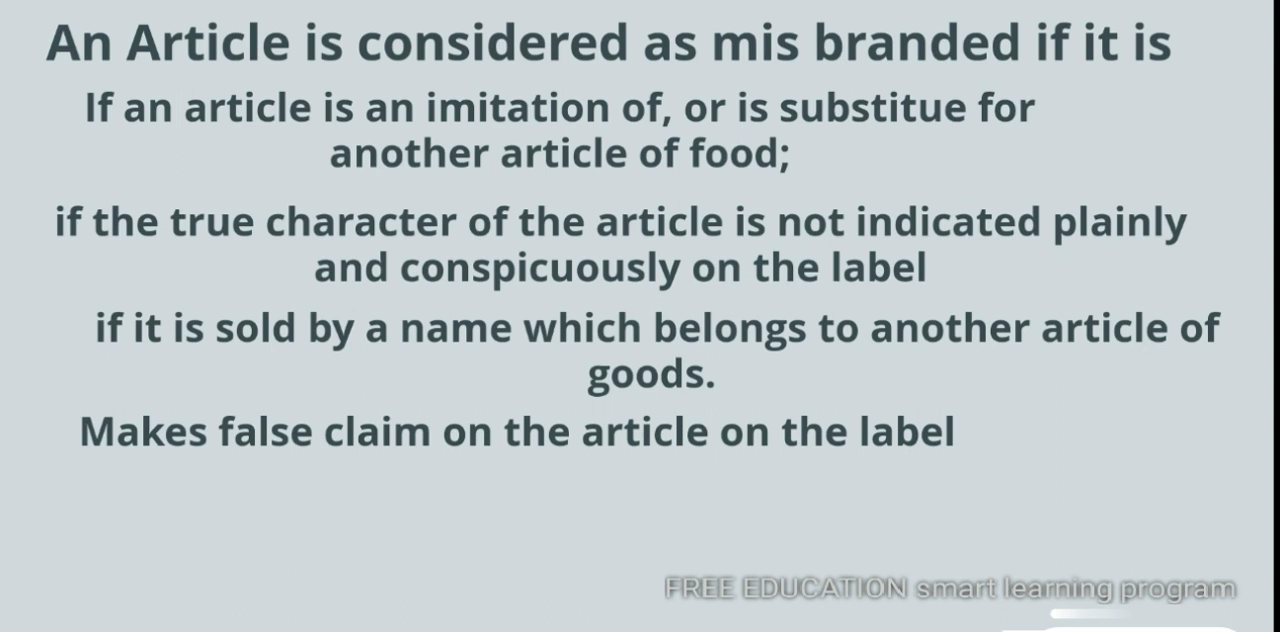 An Article is considered as mis branded if it is
If an article is an imitation of, or is substitue for
another article of food;
if the true character of the article is not indicated plainly
and conspicuously on the label
if it is sold by a name which belongs to another article of
goods.
Makes false claim on the article on the label
FREE EDUCATION smart learning program